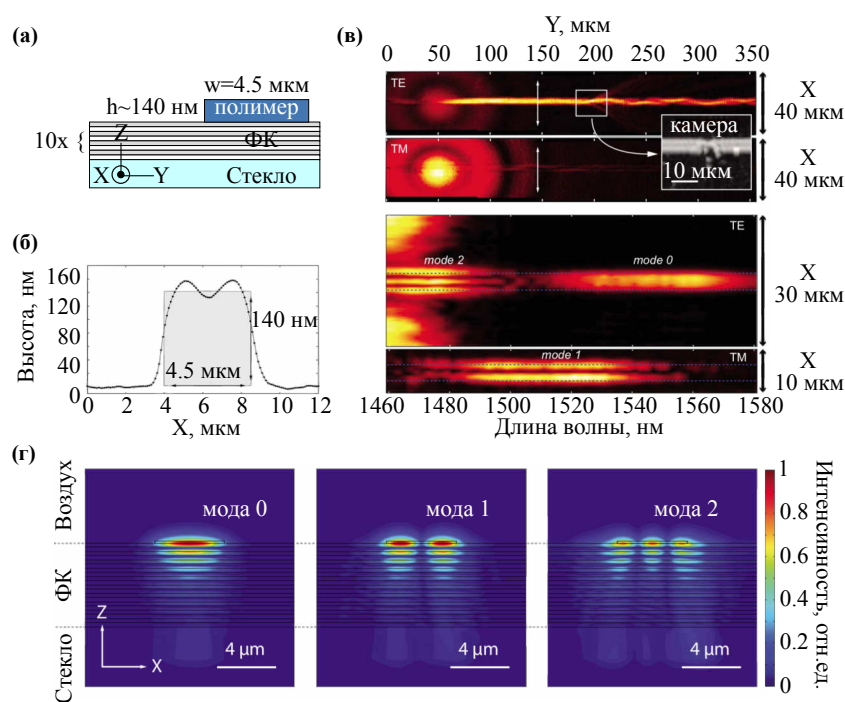 (а)
w=4.5 мкм
h~140 нм
полимер
10x {
Z
ФК
X
Y
Стекло
(б)
Высота, нм
160
120
80
40
0
140 нм
4.5 мкм
0 2 4 6 8 10 12
X, мкм
(в)
Y, мкм
0 50 100 150 200 250 300 350
TE
X
40 мкм
камера
10 мкм
TM
X
40 мкм
TE
mode 2
mode 0
X
30 мкм
mode 1
TM
X
10 мкм
1460 1480 1500 1520 1540 1560 1580
Длина волны, нм
(г)
Воздух
ФК
Стекло
мода 0
мода 1
мода 2
Z
X
4 μm
4 μm
4 μm
1
0.8
0.6
0.4
0.2
0
Интенсивность, отн.ед.